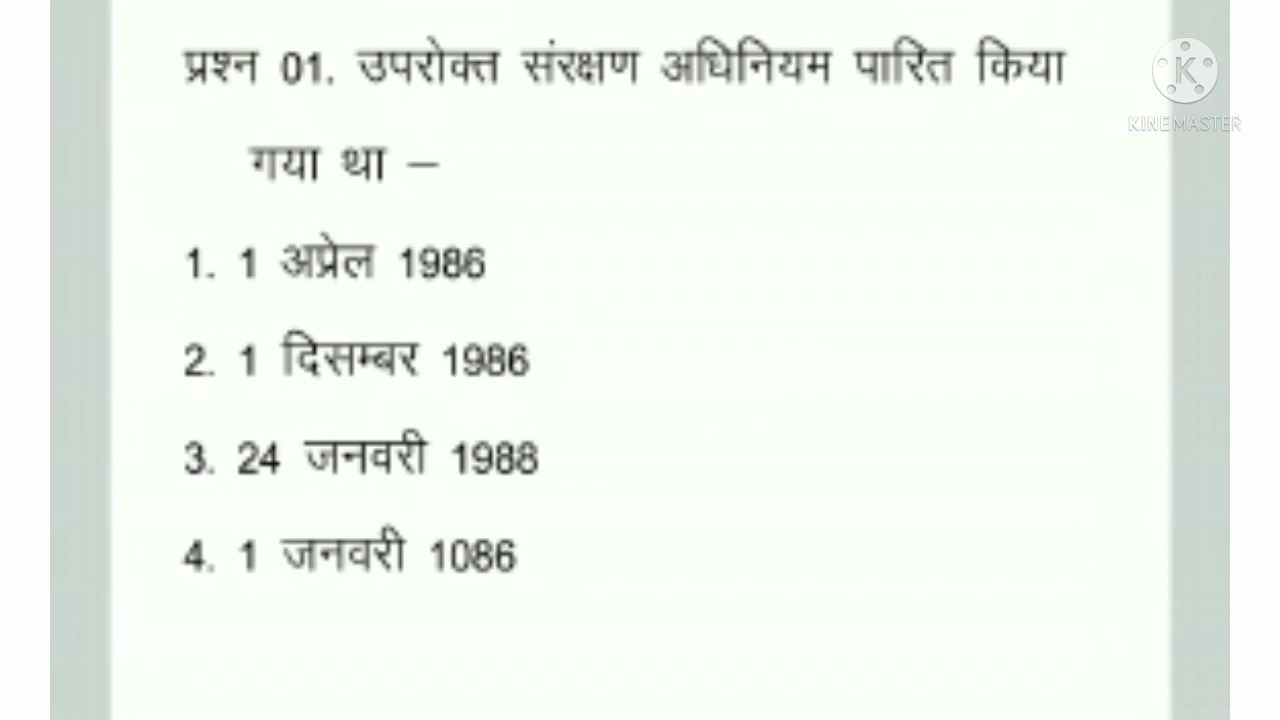 प्रश्न 01. उपरोक्त संरक्षण अधिनियम पारित किया
गया था –
1. 1 अप्रेल 1986
2. 1 दिसम्बर 1986
3. 24 जनवरी 1988
4. 1 जनवरी 1086
KINEMASTER